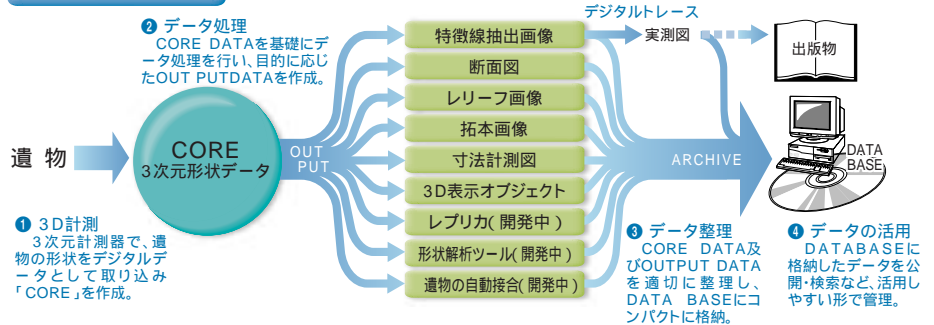 ❷ データ処理
CORE DATAを基礎にデ
ータ処理を行い、目的に応じ
たOUT PUTDATAを作成。
遺 物
CORE
3次元形状データ
OUT
PUT
❶ 3D計測
3次元計測器で、遺
物の形状をデジタルデ
ータとして取り込み
「CORE」を作成。
特徴線抽出画像
断面図
レリーフ画像
拓本画像
寸法計測図
3D表示オブジェクト
レプリカ(開発中)
形状解析ツール(開発中)
遺物の自動接合(開発中)
デジタルトレース
実測図
出版物
ARCHIVE
DATA
BASE
❸ データ整理
CORE DATA及
びOUTPUT DATA
を適切に整理し、
DATA BASEにコ
ンパクトに格納。
❹ データの活用
DATABASEに
格納したデータを公
開・検索など、活用し
やすい形で管理。